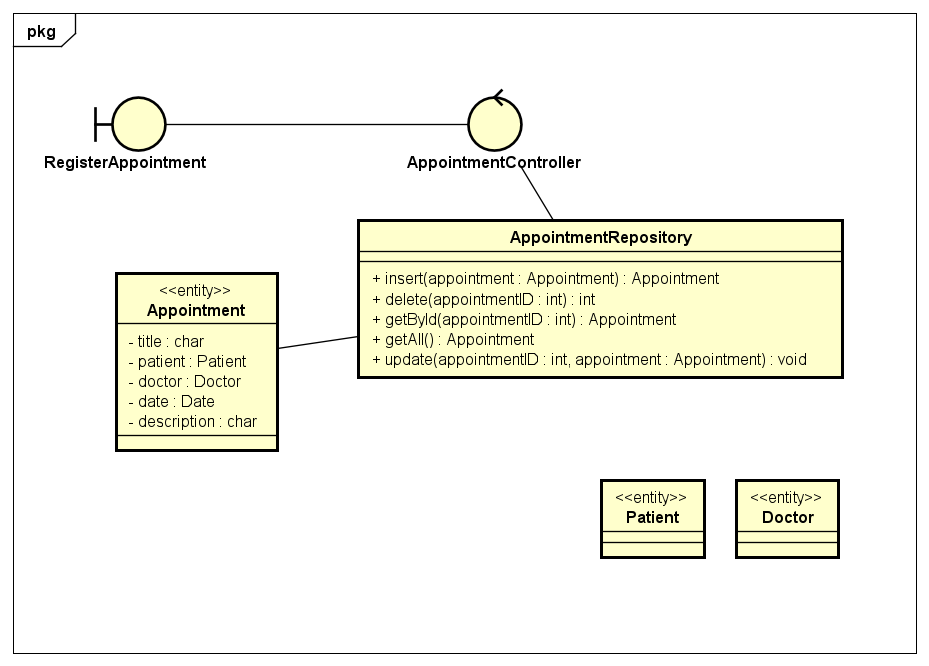 pkg
RegisterAppointment
AppointmentController
AppointmentRepository
+ insert(appointment : Appointment) : Appointment
+ delete(appointmentID : int) : int
+ getById(appointmentID : int) : Appointment
+ getAll() : Appointment
+ update(appointmentID : int, appointment : Appointment) : void
<<entity>>
Appointment
- title : char
- patient : Patient
- doctor : Doctor
- date : Date
- description : char
<<entity>>
Patient
<<entity>>
Doctor